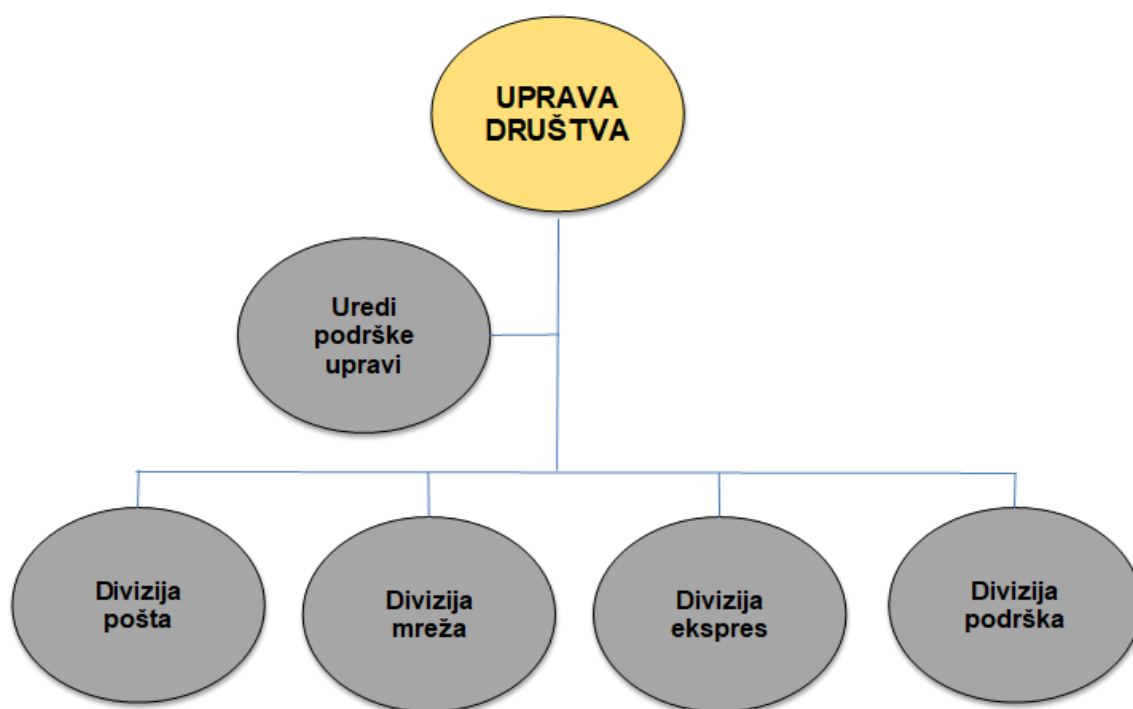 UPRAVA
DRUŠTVA
Uredi
podrške
upravi
Divizija
pošta
Divizija
mreža
Divizija
ekspres
Divizija
podrška